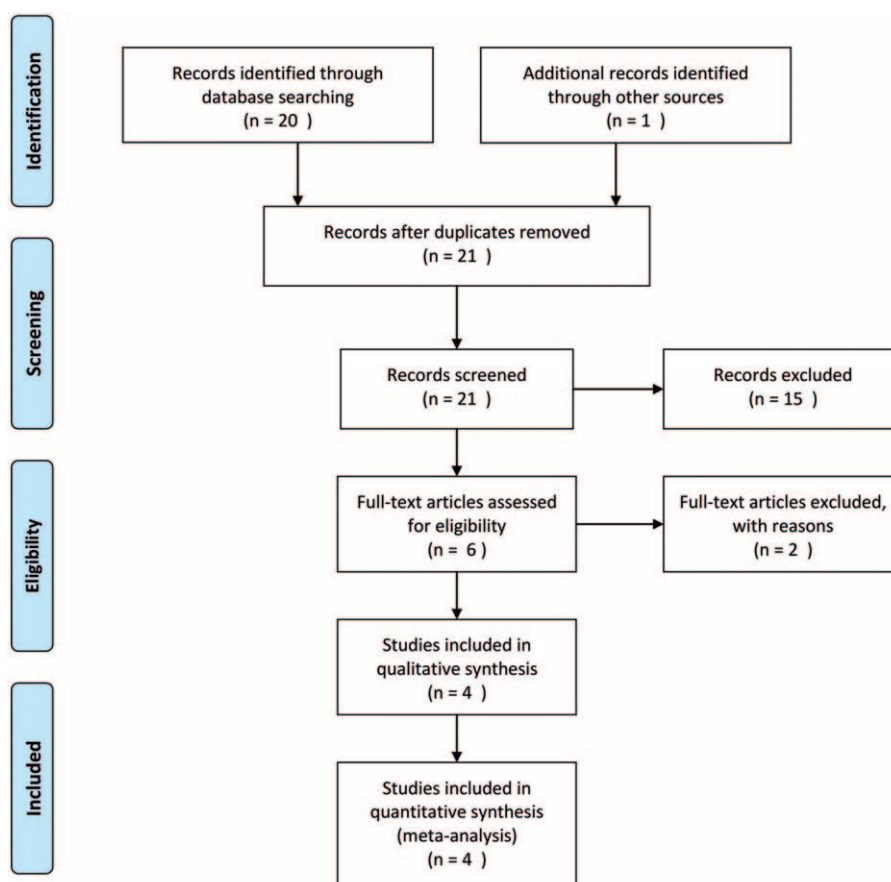 Identification
Records identified through
database searching
(n = 20 )
Additional records identified
through other sources
(n = 1 )
Records after duplicates removed
(n = 21 )
Screening
Records screened
(n = 21 )
Records excluded
(n = 15 )
Eligibility
Full-text articles assessed
for eligibility
(n = 6 )
Full-text articles excluded,
with reasons
(n = 2 )
Studies included in
qualitative synthesis
(n = 4 )
Included
Studies included in
quantitative synthesis
(meta-analysis)
(n = 4 )